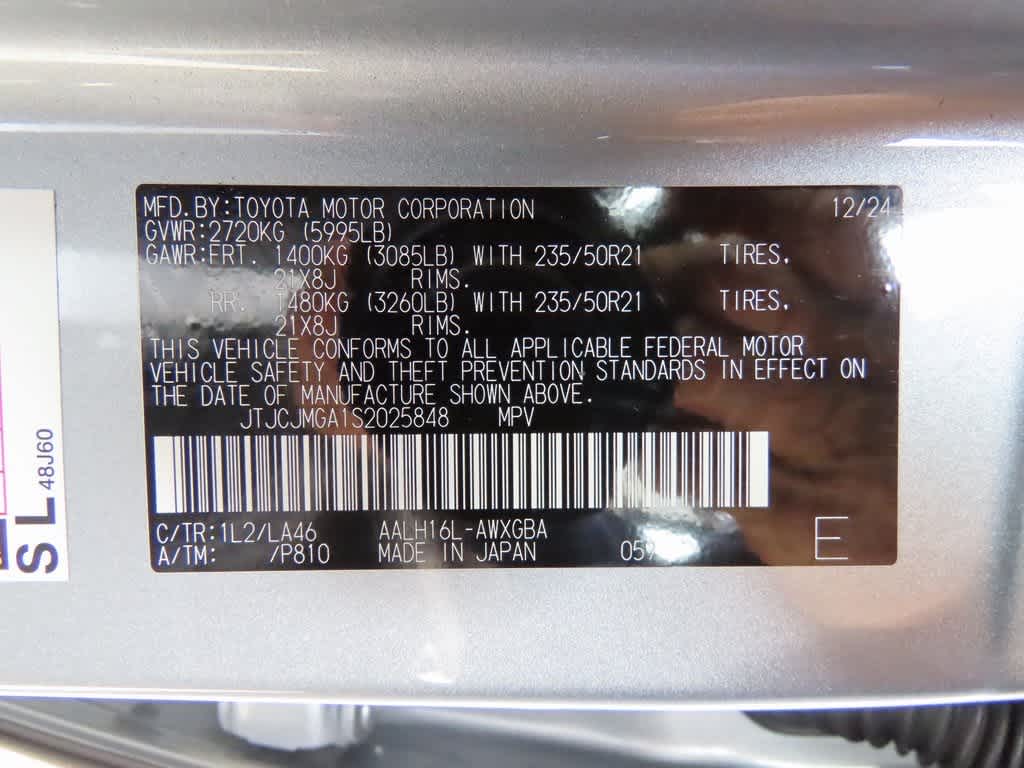 MFD.BY:TOYOTA MOTOR CORPORATION 12/24
GVWR:2720KG (5995LB)
GAWR:FRT. 1400KG (3085LB) WITH 235/50R21 TIRES,
21X8J RIMS.
RR. 1480KG (3260LB) WITH 235/50R21 TIRES,
21X8J RIMS.
THIS VEHICLE CONFORMS TO ALL APPLICABLE FEDERAL MOTOR
VEHICLE SAFETY AND THEFT PREVENTION STANDARDS IN EFFECT ON
THE DATE OF MANUFACTURE SHOWN ABOVE.
JTJCJMGA1S2025848 MPV
C/TR:1L2/LA46 AALH16L-AWXGBA
A/TM: /P810 MADE IN JAPAN
E
SL
48J60